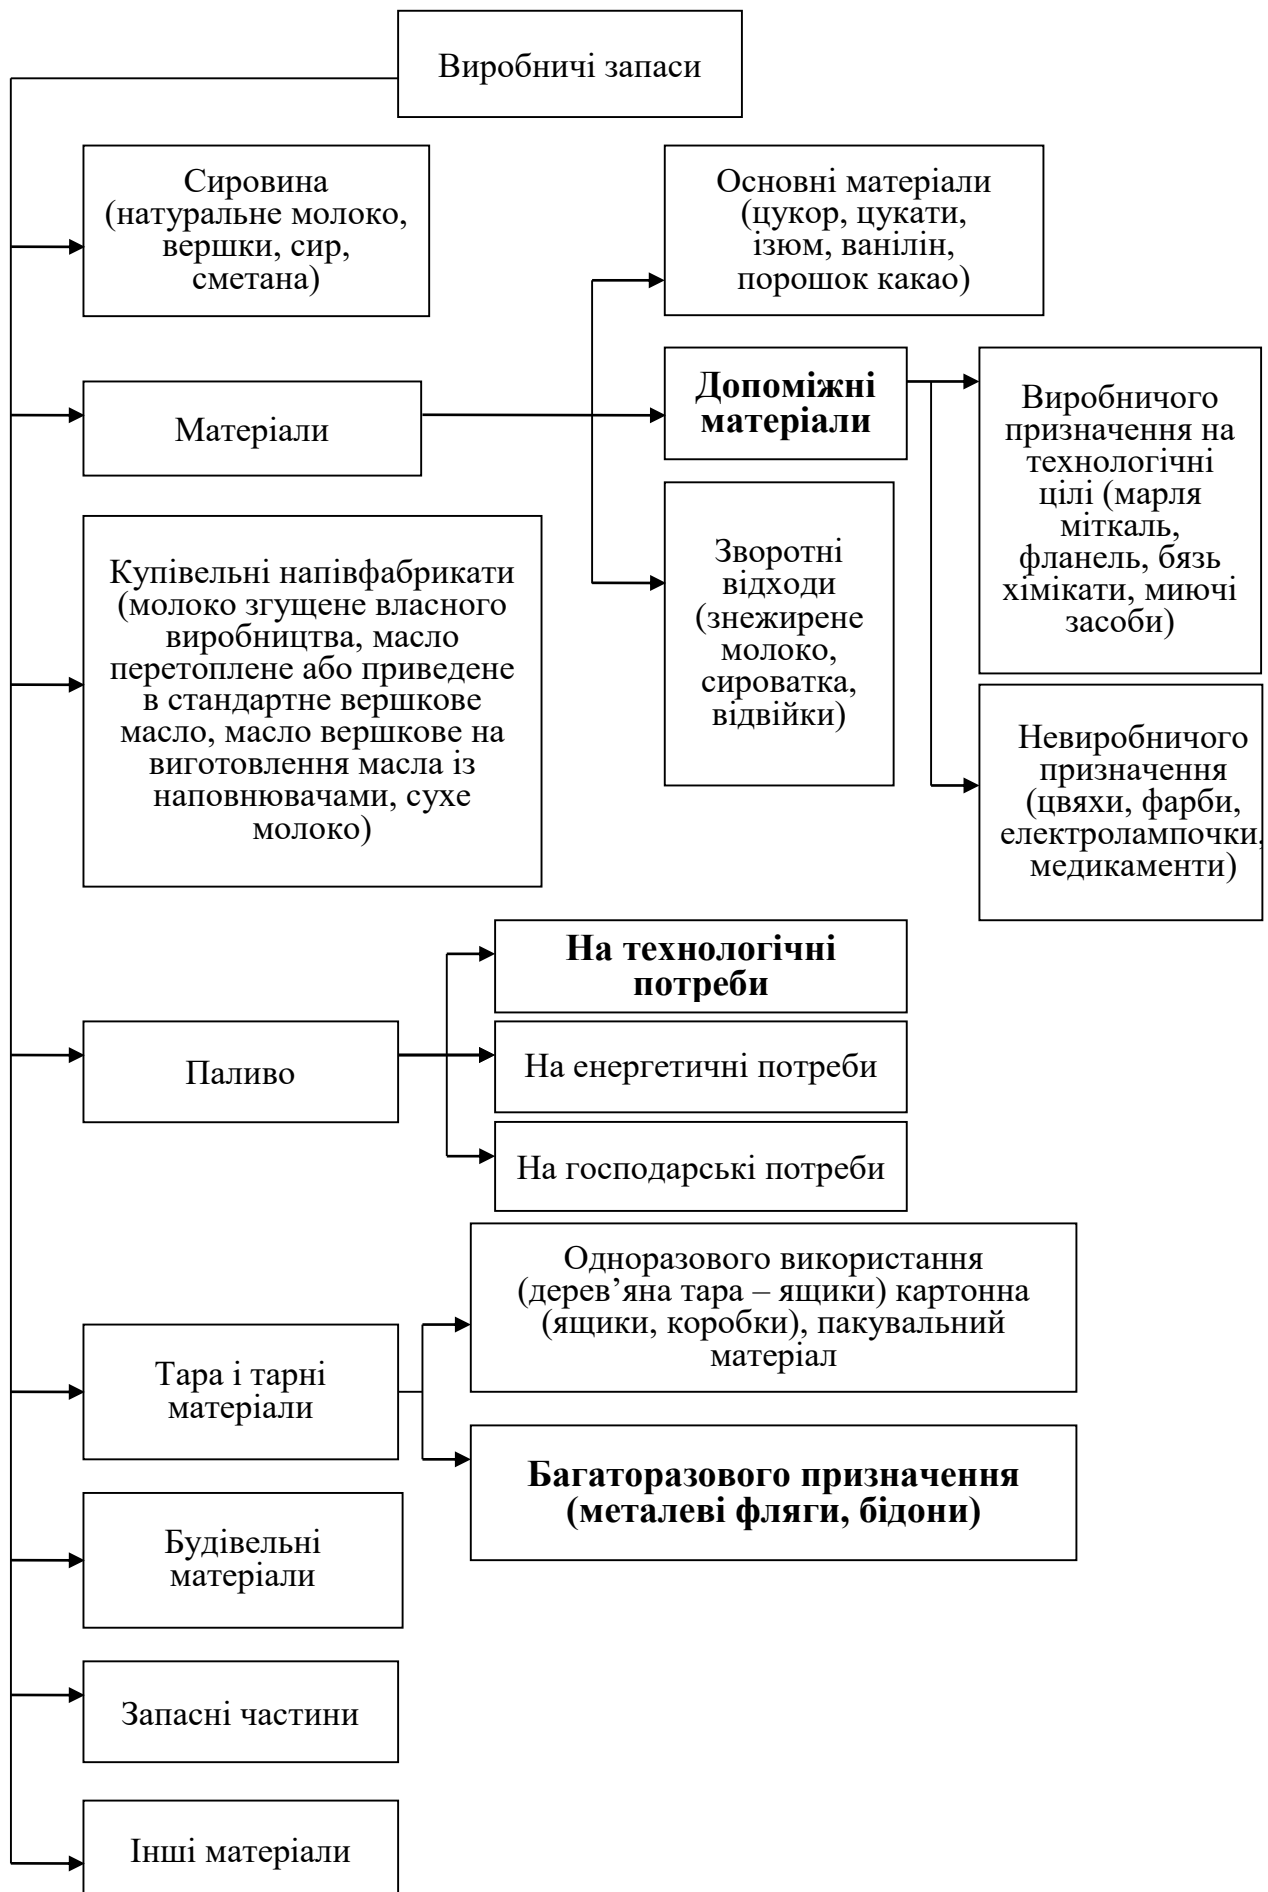 Виробничі запаси
Сировина
(натуральне молоко,
вершки, сир,
сметана)
Основні матеріали
(цукор, цукати,
ізюм, ванілін,
порошок какао)
Матеріали
Допоміжні
матеріали
Виробничого
призначення на
технологічні
цілі (марля
міткаль,
фланель, бязь
хімікати, миючі
засоби)
Зворотні
відходи
(знежирене
молоко,
сироватка,
відвійки)
Купівельні напівфабрикати
(молоко згущене власного
виробництва, масло
перетоплене або приведене
в стандартне вершкове
масло, масло вершкове на
виготовлення масла із
наповнювачами, сухе
молоко)
Невиробничого
призначення
(цвяхи, фарби,
електролампочки,
медикаменти)
На технологічні
потреби
Паливо
На енергетичні потреби
На господарські потреби
Одноразового використання
(дерев’яна тара – ящики) картонна
(ящики, коробки), пакувальний
матеріал
Тара і тарні
матеріали
Багаторазового призначення
(металеві фляги, бідони)
Будівельні
матеріали
Запасні частини
Інші матеріали